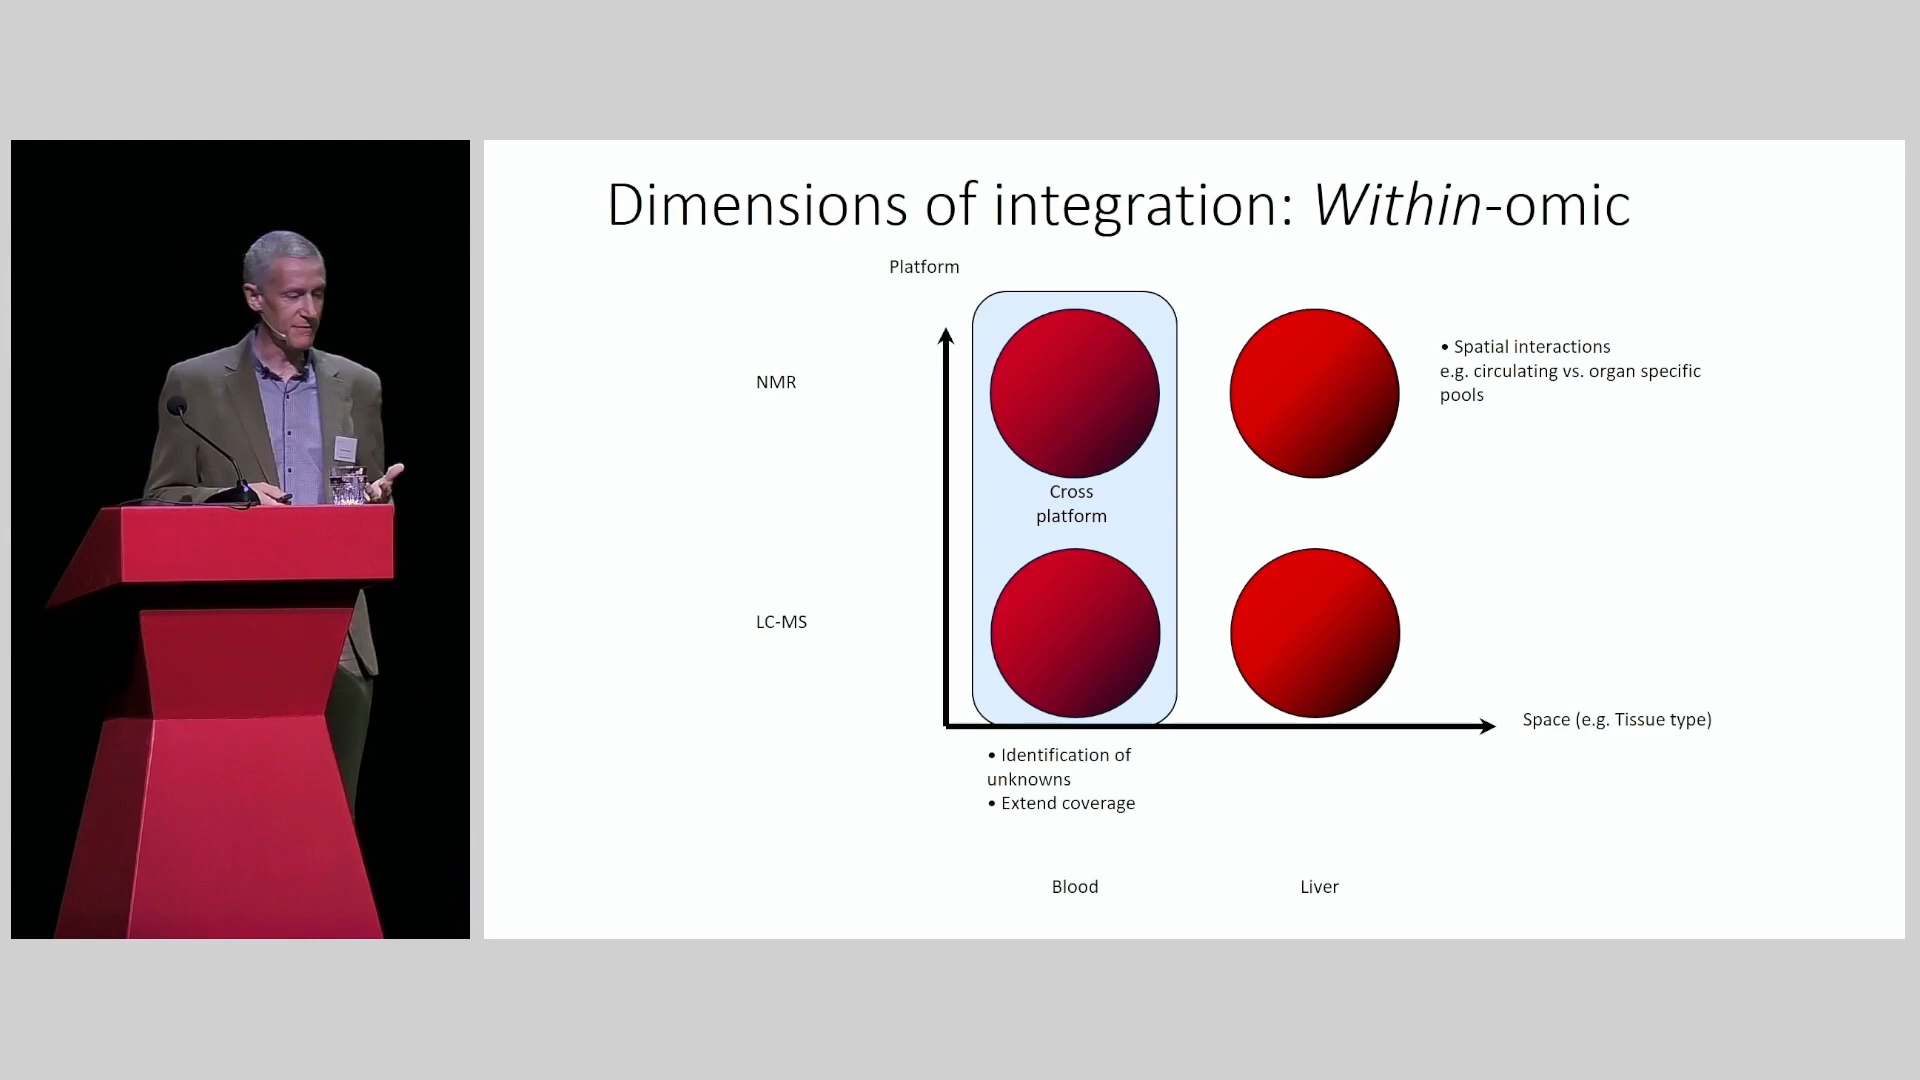 Dimensions of integration: Within-omic
Platform
NMR
• Spatial interactions
e.g. circulating vs. organ specific
pools
Cross
platform
LC-MS
Space (e.g. Tissue type)
• Identification of
unknowns
• Extend coverage
Blood
Liver